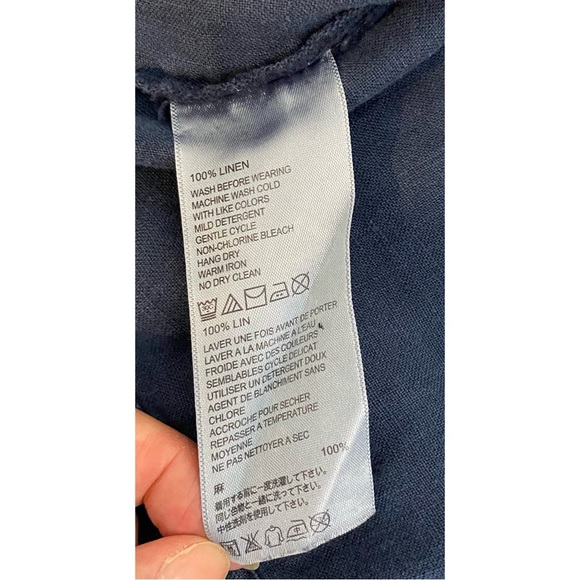 100% LINEN
WASH BEFORE WEARING
MACHINE WASH COLD
WITH LIKE COLORS
MILD DETERGENT
GENTLE CYCLE
NON-CHLORINE BLEACH
HANG DRY
WARM IRON
NO DRY CLEAN
100% LIN
LAVER UNE FOIS AVANT DE PORTER
LAVER A LA MACHINE A L'EAU
FROIDE AVEC DES COULEURS
SEMBLABLES CYCLE DELICAT
UTILISER UN DETERGENT DOUX
AGENT DE BLANCHIMENT SANS
CHLORE
ACCROCHE POUR SECHER
REPASSER A TEMPERATURE
MOYENNE
NE PAS NETTOYER A SEC
麻 100%
着用する前に一度洗濯して下さい。
同じ色物と一緒に洗って下さい。
中性洗剤を使用して下さい。